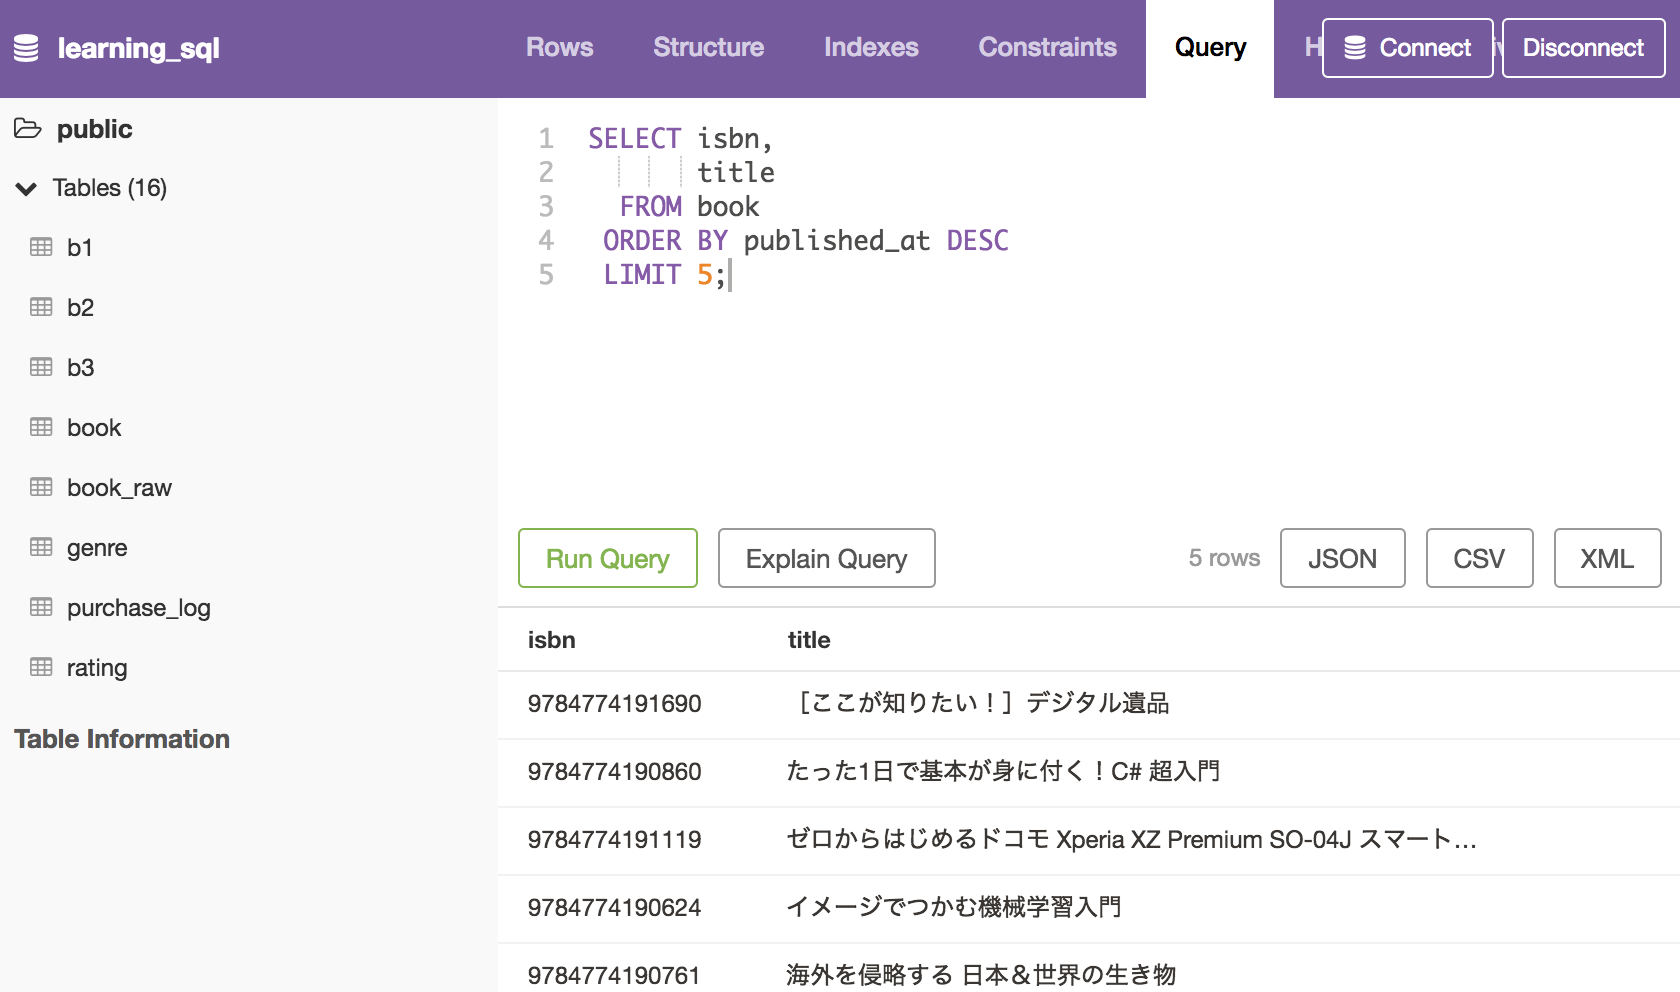 learning_sql
Rows Structure Indexes Constraints Query Connect Disconnect
public
Tables (16)
b1
b2
b3
book
book_raw
genre
purchase_log
rating
Table Information
1 SELECT isbn,
2 title
3 FROM book
4 ORDER BY published_at DESC
5 LIMIT 5;
Run Query Explain Query 5 rows JSON CSV XML
isbn title
9784774191690 ［ここが知りたい！］デジタル遺品
9784774190860 たった1日で基本が身に付く！C# 超入門
9784774191119 ゼロからはじめるドコモ Xperia XZ Premium SO-04J スマート…
9784774190624 イメージでつかむ機械学習入門
9784774190761 海外を侵略する 日本＆世界の生き物